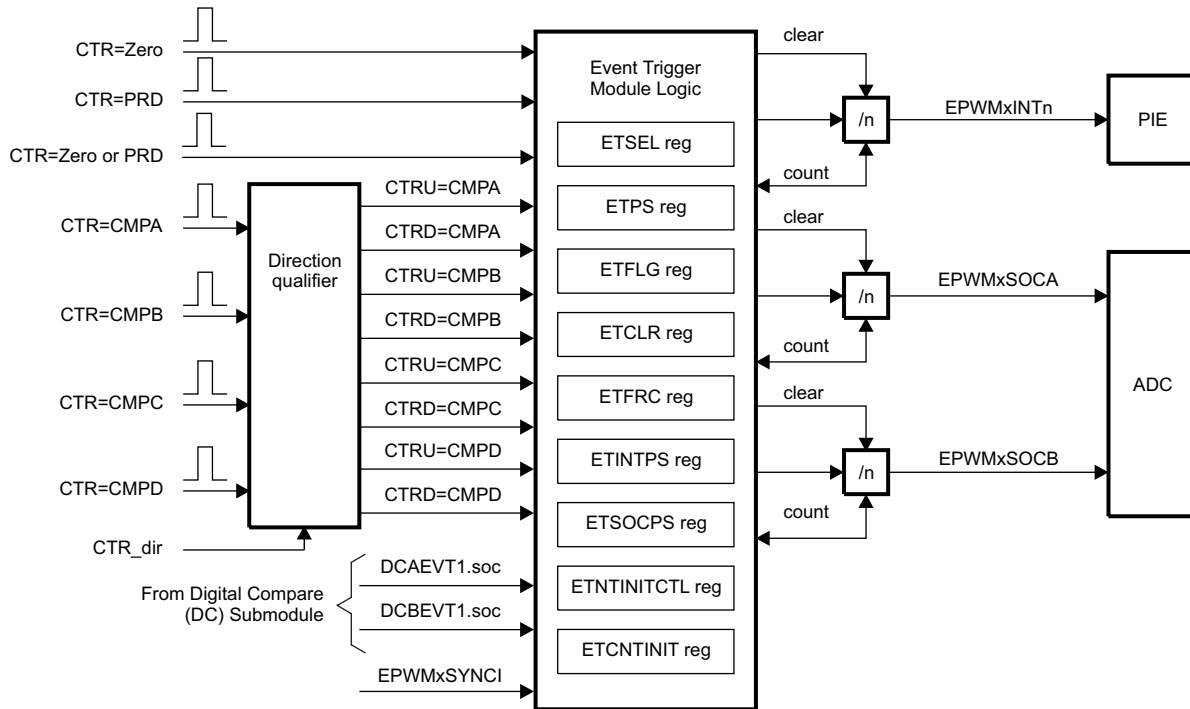 CTR=Zero
CTR=PRD
CTR=Zero or PRD
CTR=CMPA
CTR=CMPB
CTR=CMPC
CTR=CMPD
CTR_dir
Direction
qualifier
CTRU=CMPA
CTRD=CMPA
CTRU=CMPB
CTRD=CMPB
CTRU=CMPC
CTRD=CMPC
CTRU=CMPD
CTRD=CMPD
From Digital Compare
(DC) Submodule
DCAEVT1.soc
DCBEVT1.soc
EPWMxSYNCI
Event Trigger
Module Logic
ETSEL reg
ETPS reg
ETFLG reg
ETCLR reg
ETFRC reg
ETINTPS reg
ETSOCPS reg
ETNTINITCTL reg
ETCNTINIT reg
clear
/n
count
EPWMxINTn
PIE
clear
/n
count
EPWMxSOCA
clear
/n
count
EPWMxSOCB
ADC